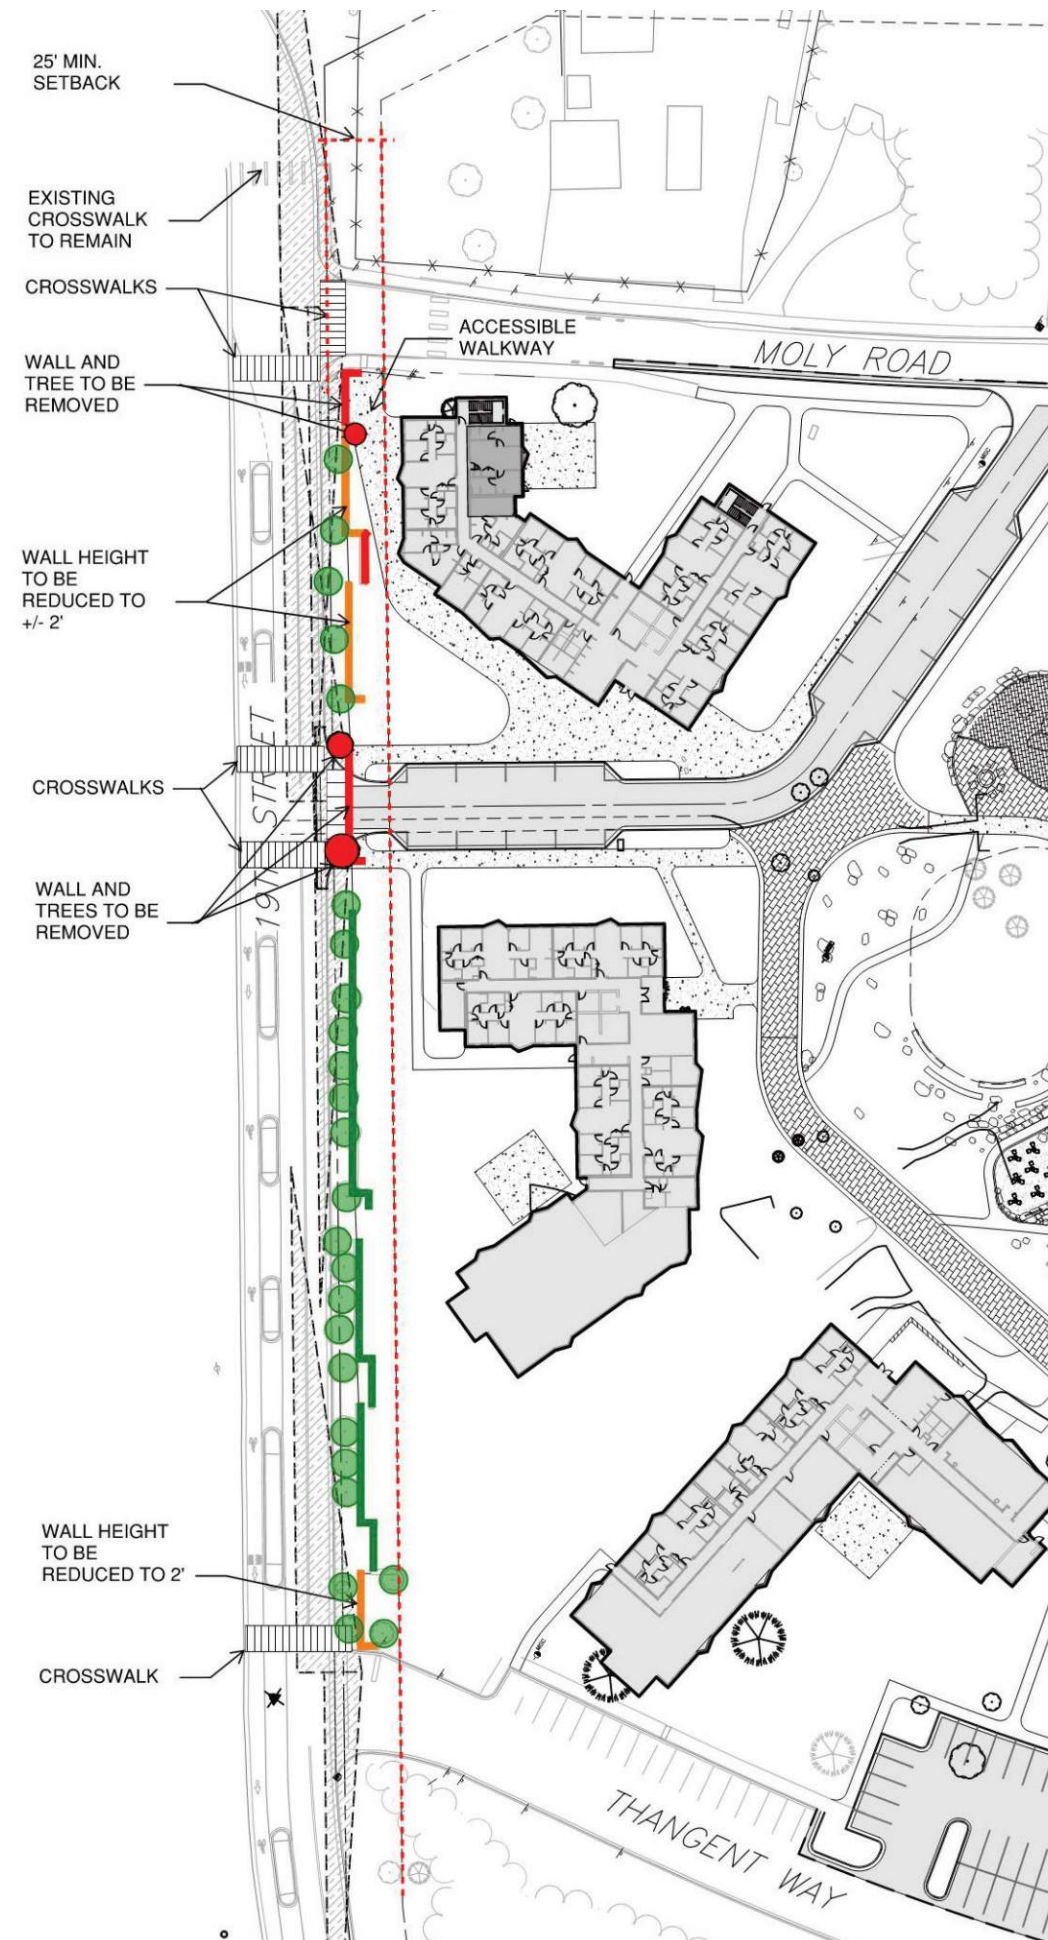 25' MIN.
SETBACK
EXISTING
CROSSWALK
TO REMAIN
CROSSWALKS
ACCESSIBLE
WALKWAY
MOLY ROAD
WALL AND
TREE TO BE
REMOVED
WALL HEIGHT
TO BE
REDUCED TO
+/- 2'
19TH STREET
CROSSWALKS
WALL AND
TREES TO BE
REMOVED
WALL HEIGHT
TO BE
REDUCED TO 2'
CROSSWALK
THANGENT WAY